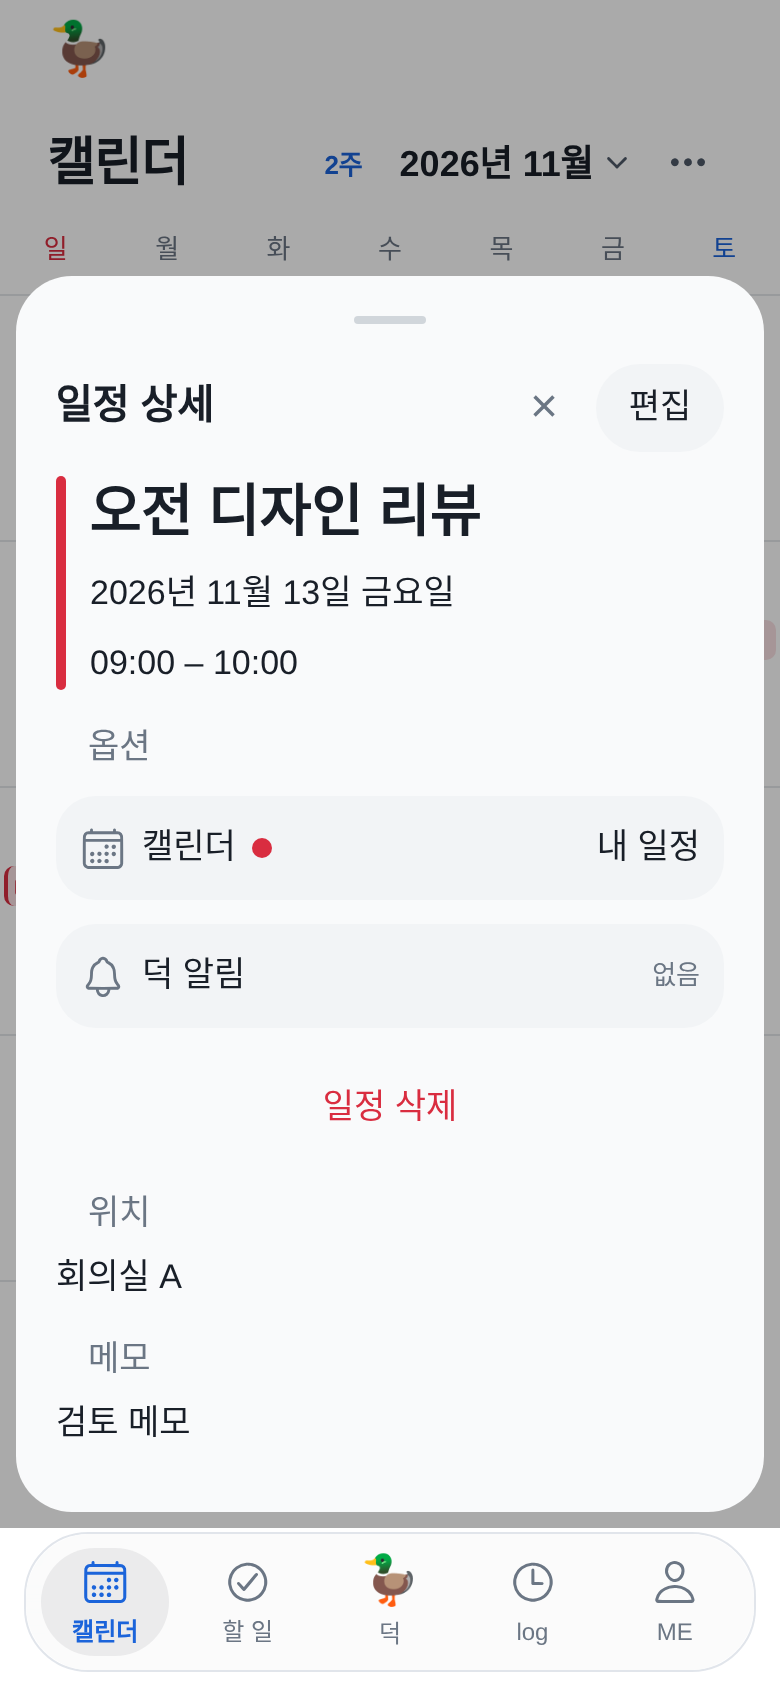 캘린더
2주
2026년 11월
일 월 화 수 목 금 토
일정 상세
편집
오전 디자인 리뷰
2026년 11월 13일 금요일
09:00 – 10:00
옵션
캘린더
내 일정
덕 알림
없음
일정 삭제
위치
회의실 A
메모
검토 메모
캘린더
할 일
덕
log
ME